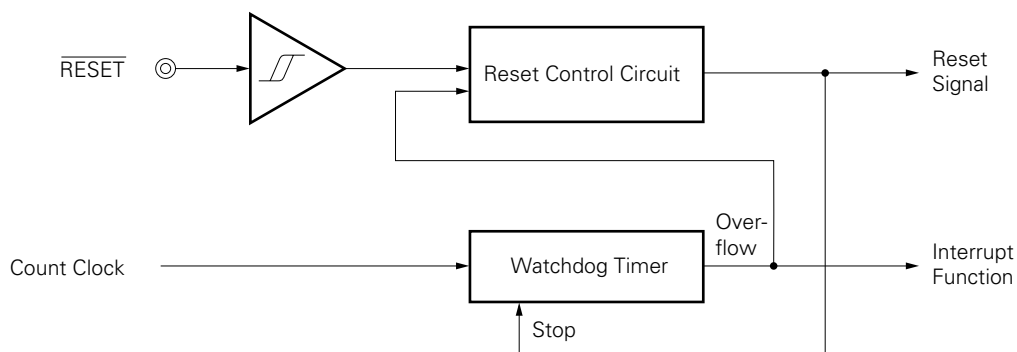 RESET
Reset Control Circuit
Reset
Signal
Over-
flow
Count Clock
Watchdog Timer
Interrupt
Function
Stop